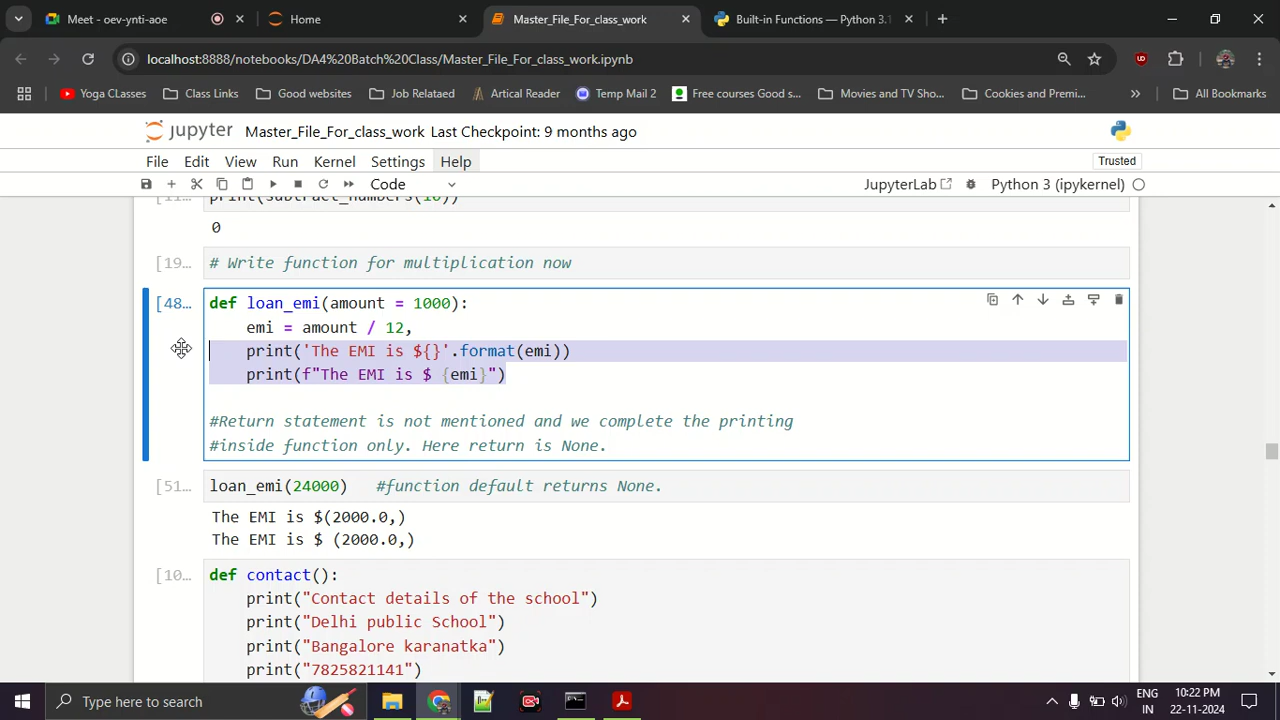 Meet - oev-ynti-aoe
Home
Master_File_For_class_work
Built-in Functions — Python 3.1
localhost:8888/notebooks/DA4%20Batch%20Class/Master_File_For_class_work.ipynb
Yoga CLasses
Class Links
Good websites
Job Relataed
Artical Reader
Temp Mail 2
Free courses Good s...
Movies and TV Sho...
Cookies and Premi...
All Bookmarks
jupyter
Master_File_For_class_work Last Checkpoint: 9 months ago
File Edit View Run Kernel Settings Help
Trusted
Code
JupyterLab
Python 3 (ipykernel)
[11...
print(subtract_numbers(10))
0
[19...
# Write function for multiplication now
[48...
def loan_emi(amount = 1000):
    emi = amount / 12,
    print('The EMI is ${}'.format(emi))
    print(f"The EMI is $ {emi}")
#Return statement is not mentioned and we complete the printing
#inside function only. Here return is None.
[51...
loan_emi(24000)   #function default returns None.
The EMI is $(2000.0,)
The EMI is $ (2000.0,)
[10...
def contact():
    print("Contact details of the school")
    print("Delhi public School")
    print("Bangalore karanatka")
    print("7825821141")
Type here to search
ENG
IN
10:22 PM
22-11-2024